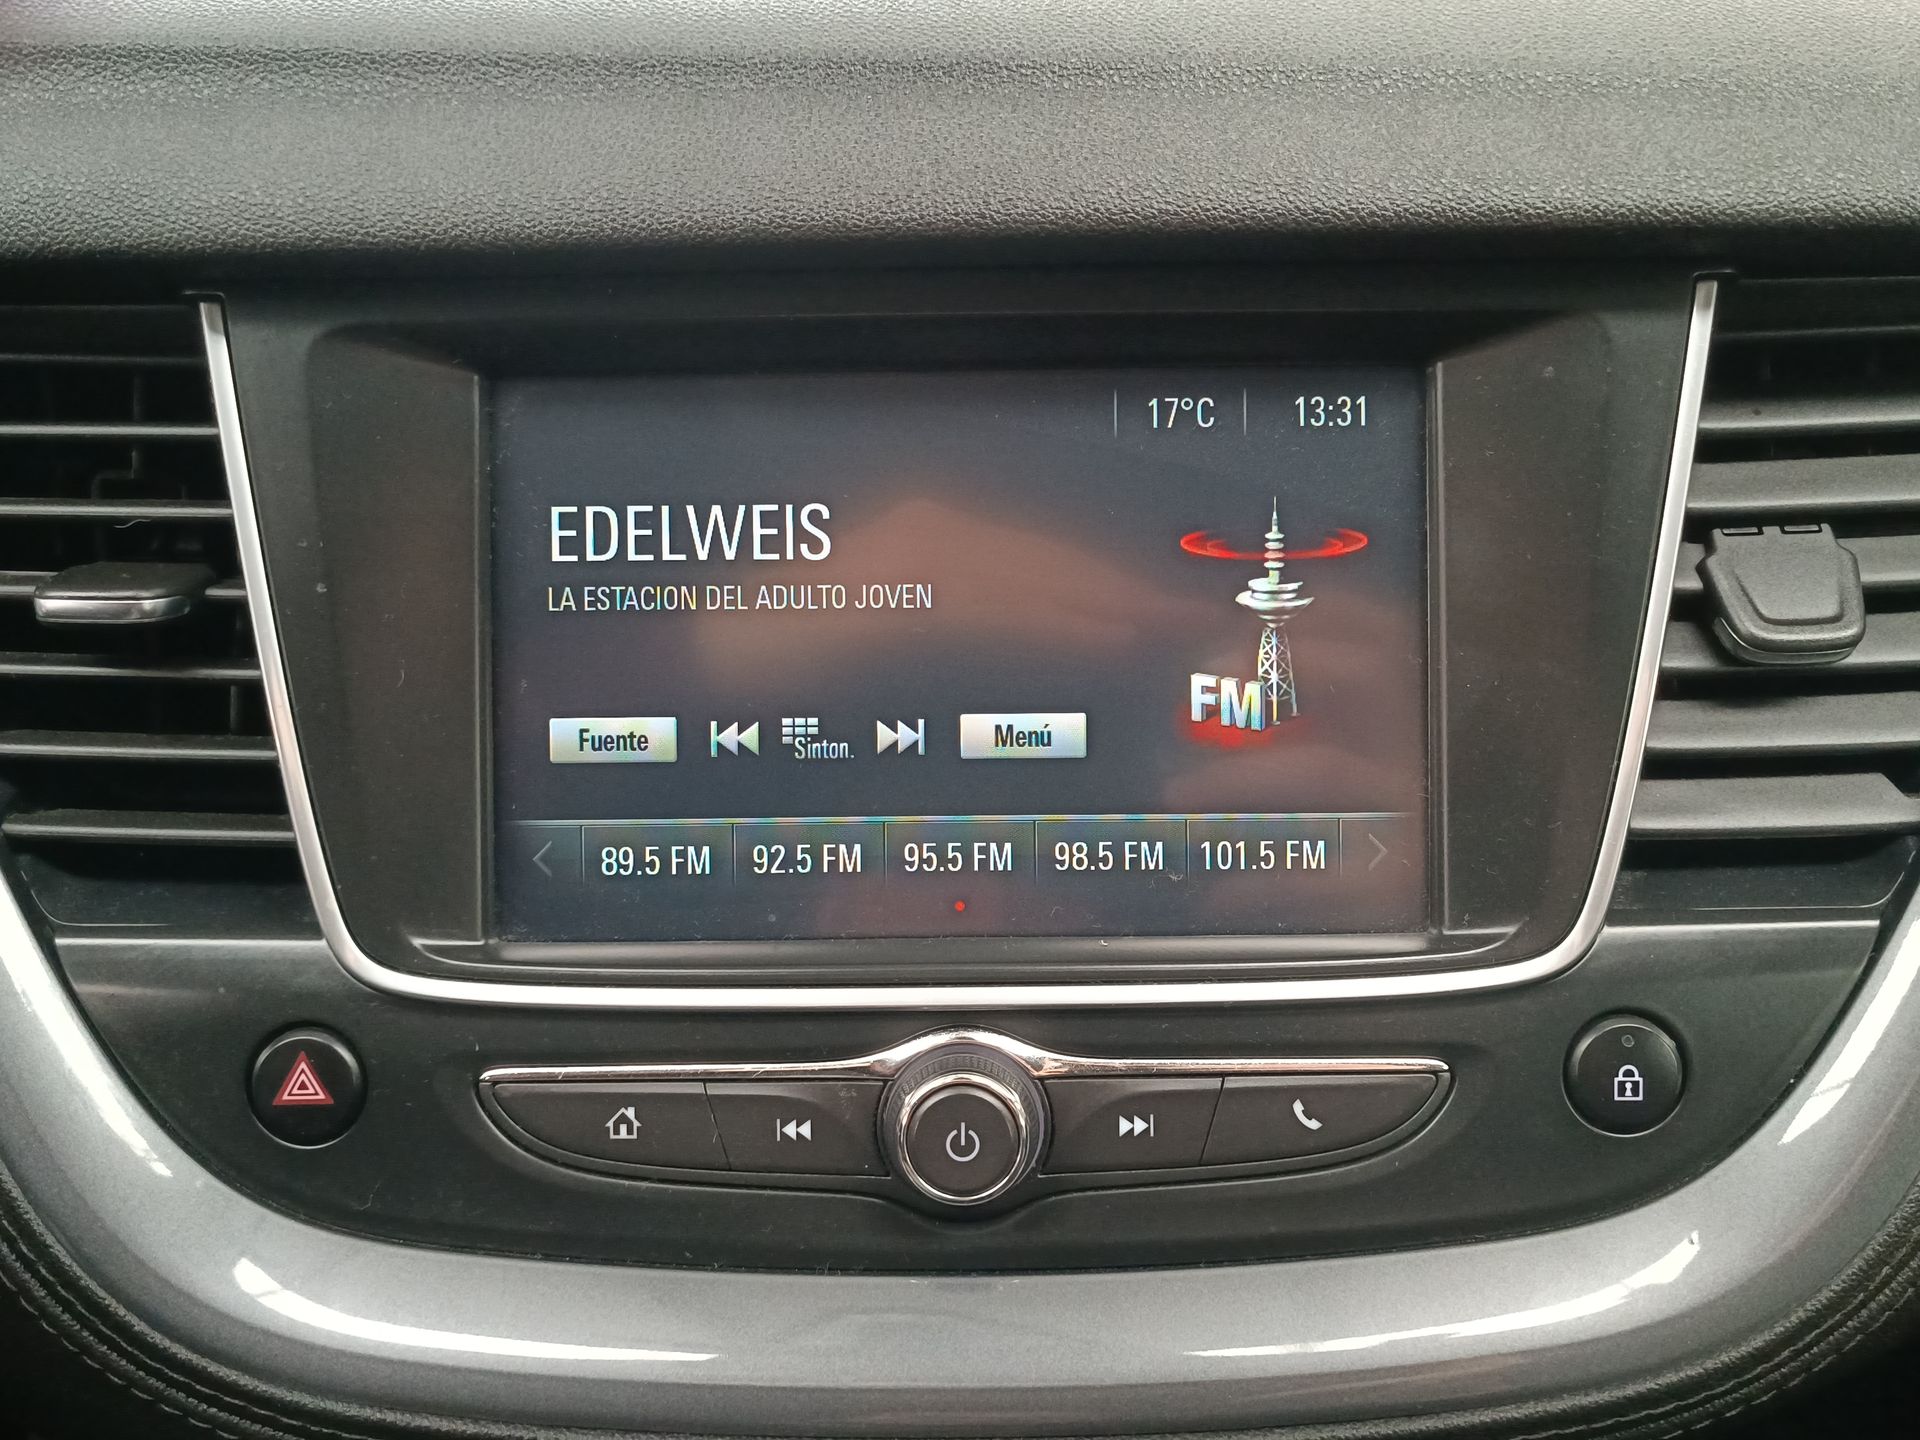 17°C 13:31
EDELWEIS
LA ESTACION DEL ADULTO JOVEN
FM
Fuente Sinton. Menú
89.5 FM 92.5 FM 95.5 FM 98.5 FM 101.5 FM